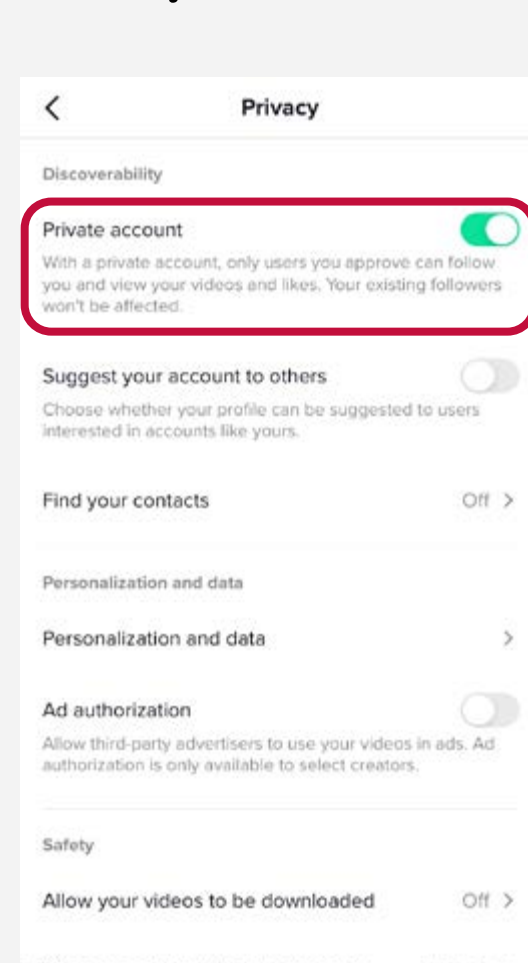 Privacy
Discoverability
Private account
With a private account, only users you approve can follow
you and view your videos and likes. Your existing followers
won't be affected.
Suggest your account to others
Choose whether your profile can be suggested to users
interested in accounts like yours.
Find your contacts Off >
Personalization and data
Personalization and data >
Ad authorization
Allow third-party advertisers to use your videos in ads. Ad
authorization is only available to select creators.
Safety
Allow your videos to be downloaded Off >